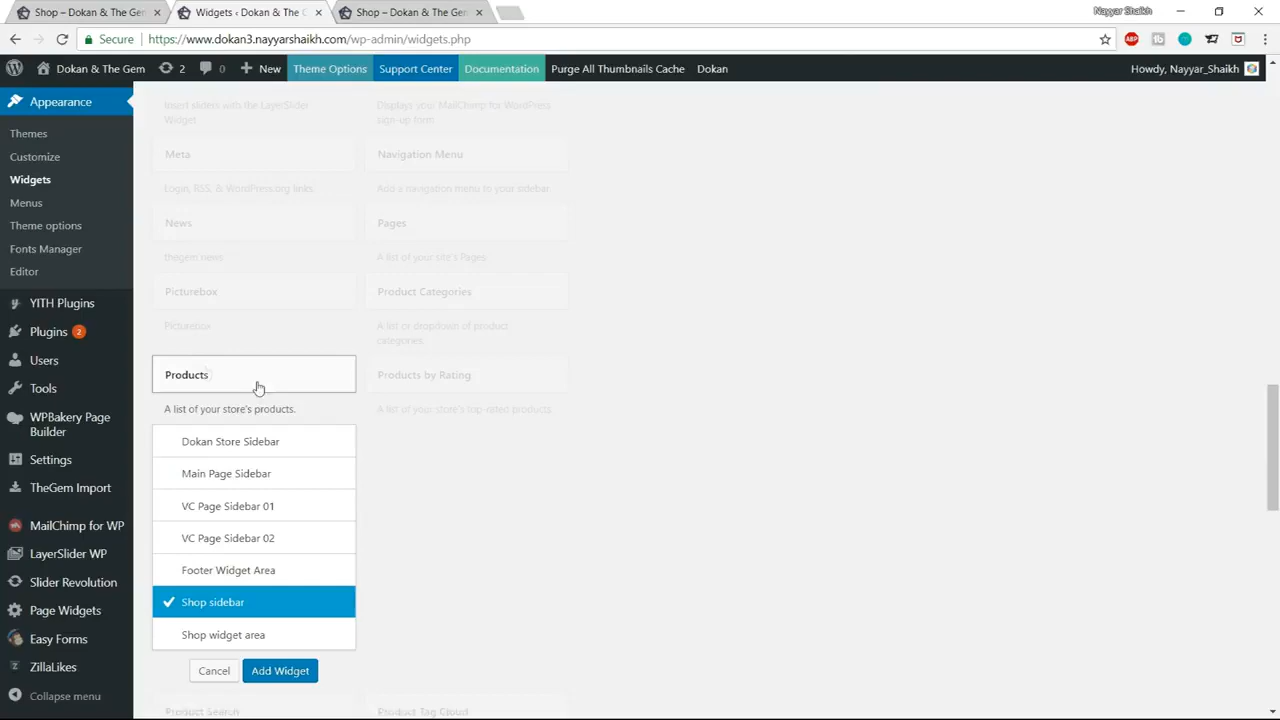 Shop – Dokan & The Gem
Widgets ‹ Dokan & The G
Shop – Dokan & The Gem
Nayyar Shaikh
Secure
https://www.dokan3.nayyarshaikh.com/wp-admin/widgets.php
ABP
Dokan & The Gem
2
0
New
Theme Options
Support Center
Documentation
Purge All Thumbnails Cache
Dokan
Howdy, Nayyar_Shaikh
Appearance
Themes
Customize
Widgets
Menus
Theme options
Fonts Manager
Editor
YITH Plugins
Plugins 2
Users
Tools
WPBakery Page
Builder
Settings
TheGem Import
MailChimp for WP
LayerSlider WP
Slider Revolution
Page Widgets
Easy Forms
ZillaLikes
Collapse menu
Insert sliders with the LayerSlider
Widget
Displays your MailChimp for WordPress
sign-up form
Meta
Navigation Menu
Login, RSS, & WordPress.org links.
Add a navigation menu to your sidebar.
News
Pages
thegem news
A list of your site's Pages.
Picturebox
Product Categories
Picturebox
A list or dropdown of product
categories.
Products
Products by Rating
A list of your store's products.
A list of your store's top-rated products.
Dokan Store Sidebar
Main Page Sidebar
VC Page Sidebar 01
VC Page Sidebar 02
Footer Widget Area
Shop sidebar
Shop widget area
Cancel
Add Widget
Product Search
Product Tag Cloud